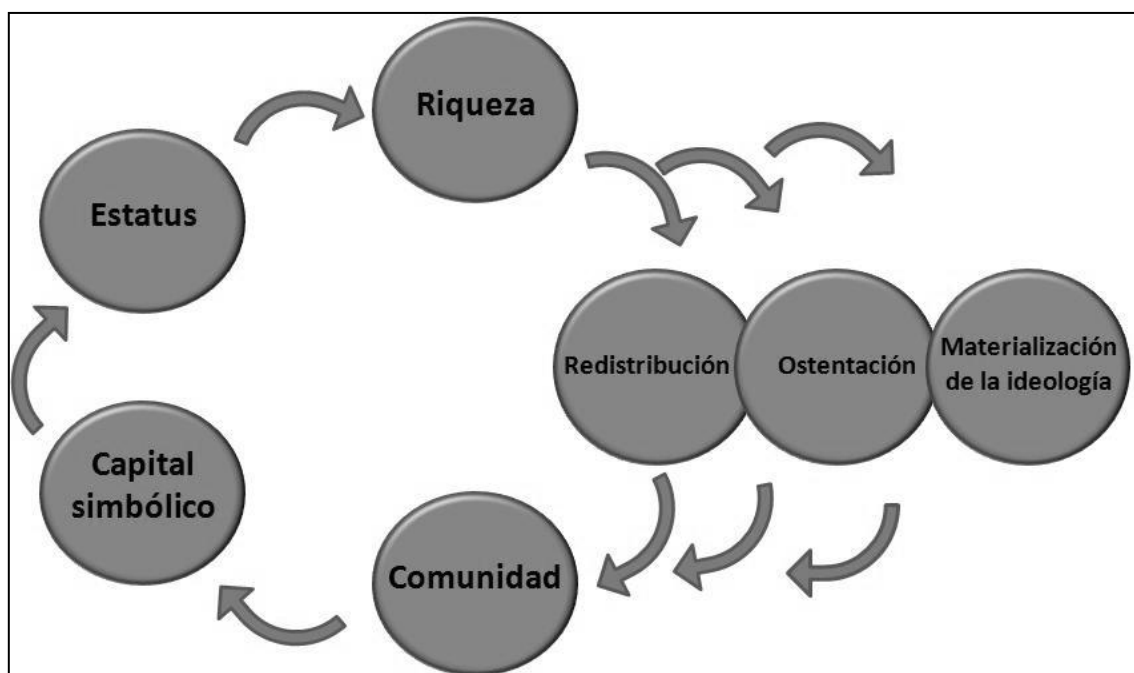 Riqueza
Estatus
Redistribución
Ostentación
Materialización
de la ideología
Capital
simbólico
Comunidad